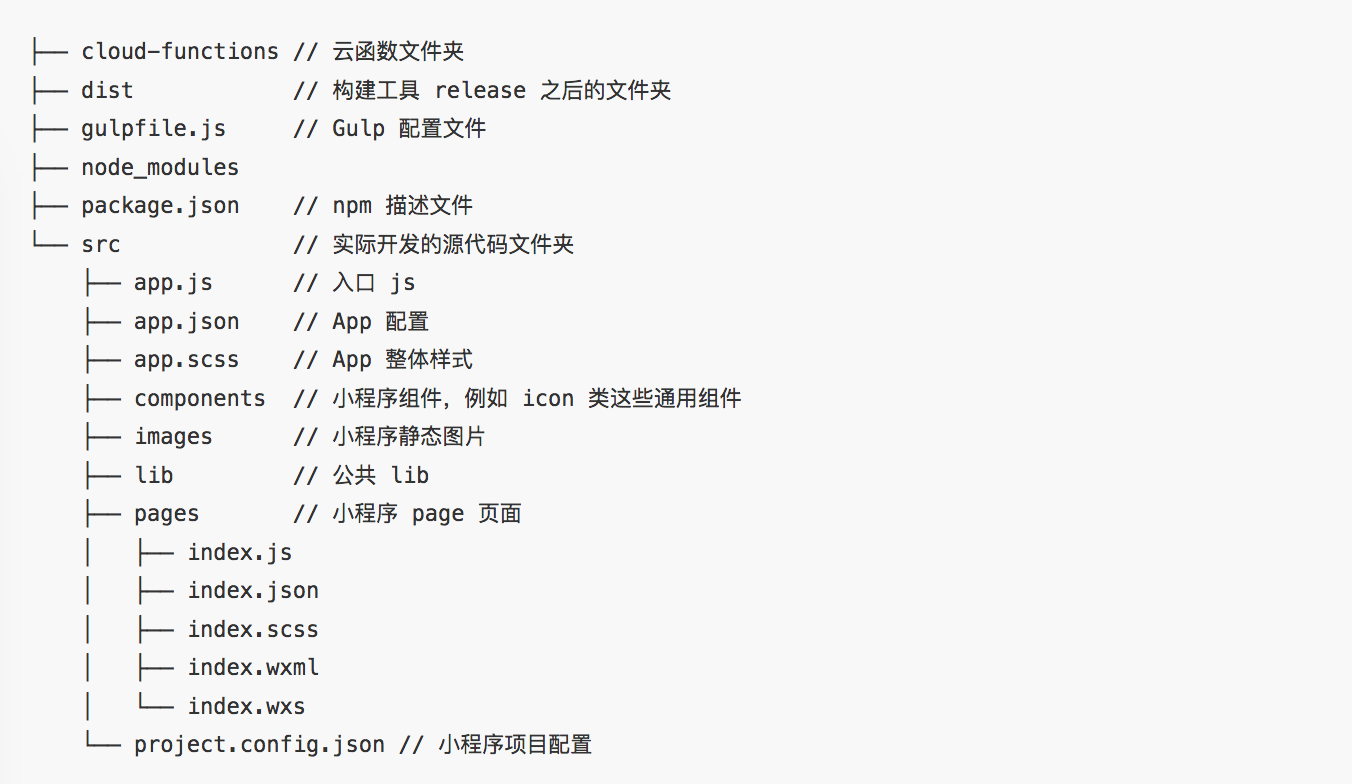 ├── cloud-functions // 云函数文件夹
├── dist            // 构建工具 release 之后的文件夹
├── gulpfile.js     // Gulp 配置文件
├── node_modules
├── package.json    // npm 描述文件
└── src             // 实际开发的源代码文件夹
    ├── app.js      // 入口 js
    ├── app.json    // App 配置
    ├── app.scss    // App 整体样式
    ├── components  // 小程序组件，例如 icon 类这些通用组件
    ├── images      // 小程序静态图片
    ├── lib         // 公共 lib
    ├── pages       // 小程序 page 页面
    │   ├── index.js
    │   ├── index.json
    │   ├── index.scss
    │   ├── index.wxml
    │   └── index.wxs
    └── project.config.json // 小程序项目配置